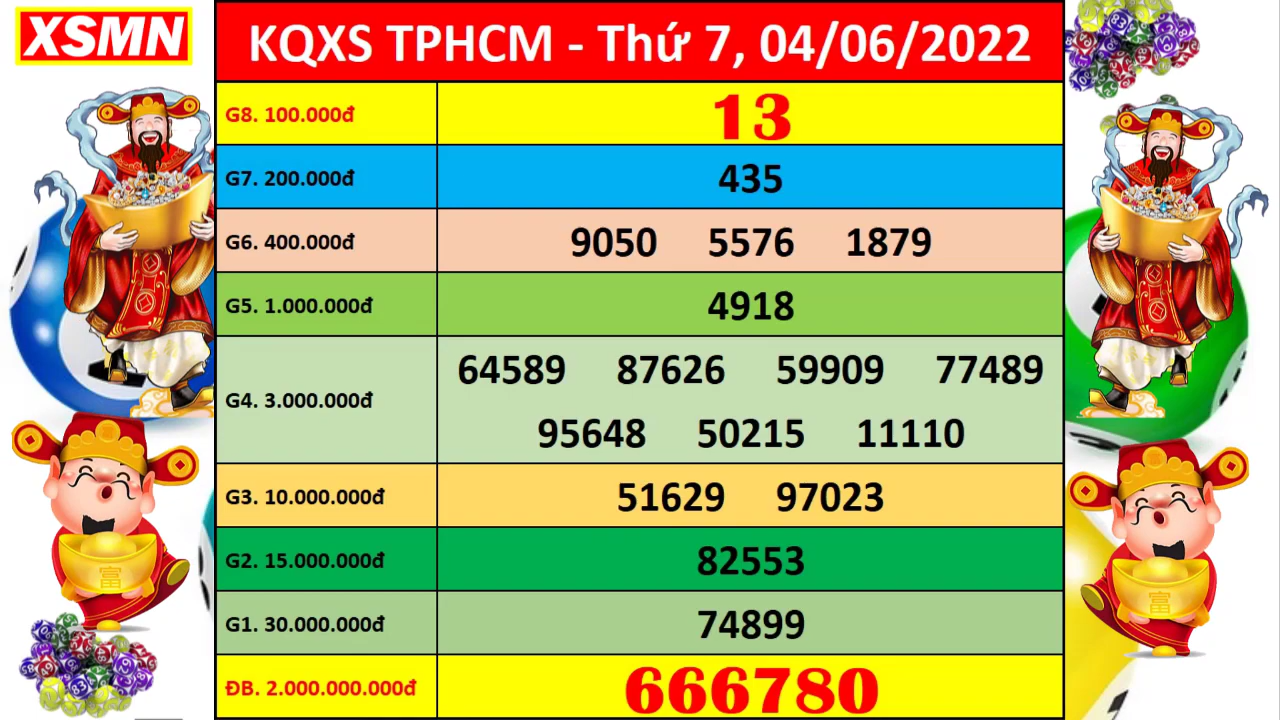 XSMN
KQXS TPHCM - Thứ 7, 04/06/2022
G8. 100.000đ 13
G7. 200.000đ 435
G6. 400.000đ 9050 5576 1879
G5. 1.000.000đ 4918
G4. 3.000.000đ 64589 87626 59909 77489
95648 50215 11110
G3. 10.000.000đ 51629 97023
G2. 15.000.000đ 82553
G1. 30.000.000đ 74899
ĐB. 2.000.000.000đ 666780
富
富